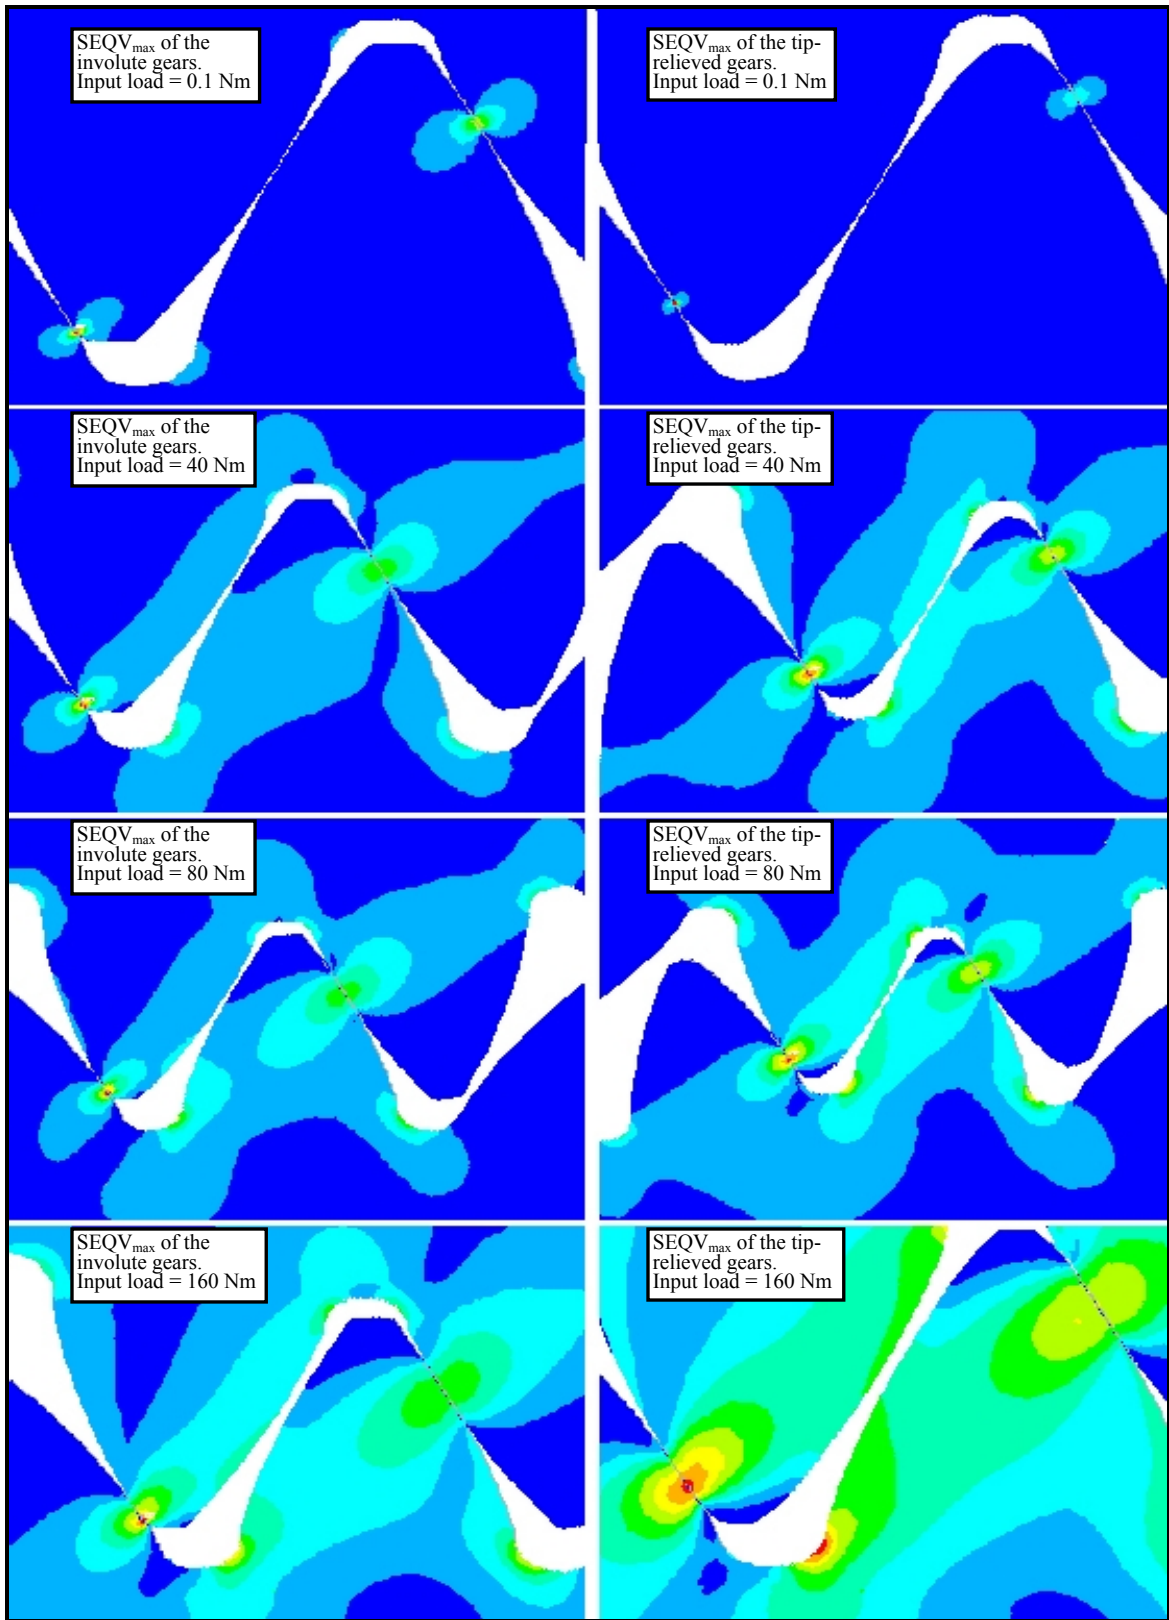 SEQVmax of the
involute gears.
Input load = 0.1 Nm
SEQVmax of the tip-
relieved gears.
Input load = 0.1 Nm
SEQVmax of the
involute gears.
Input load = 40 Nm
SEQVmax of the tip-
relieved gears.
Input load = 40 Nm
SEQVmax of the
involute gears.
Input load = 80 Nm
SEQVmax of the tip-
relieved gears.
Input load = 80 Nm
SEQVmax of the
involute gears.
Input load = 160 Nm
SEQVmax of the tip-
relieved gears.
Input load = 160 Nm